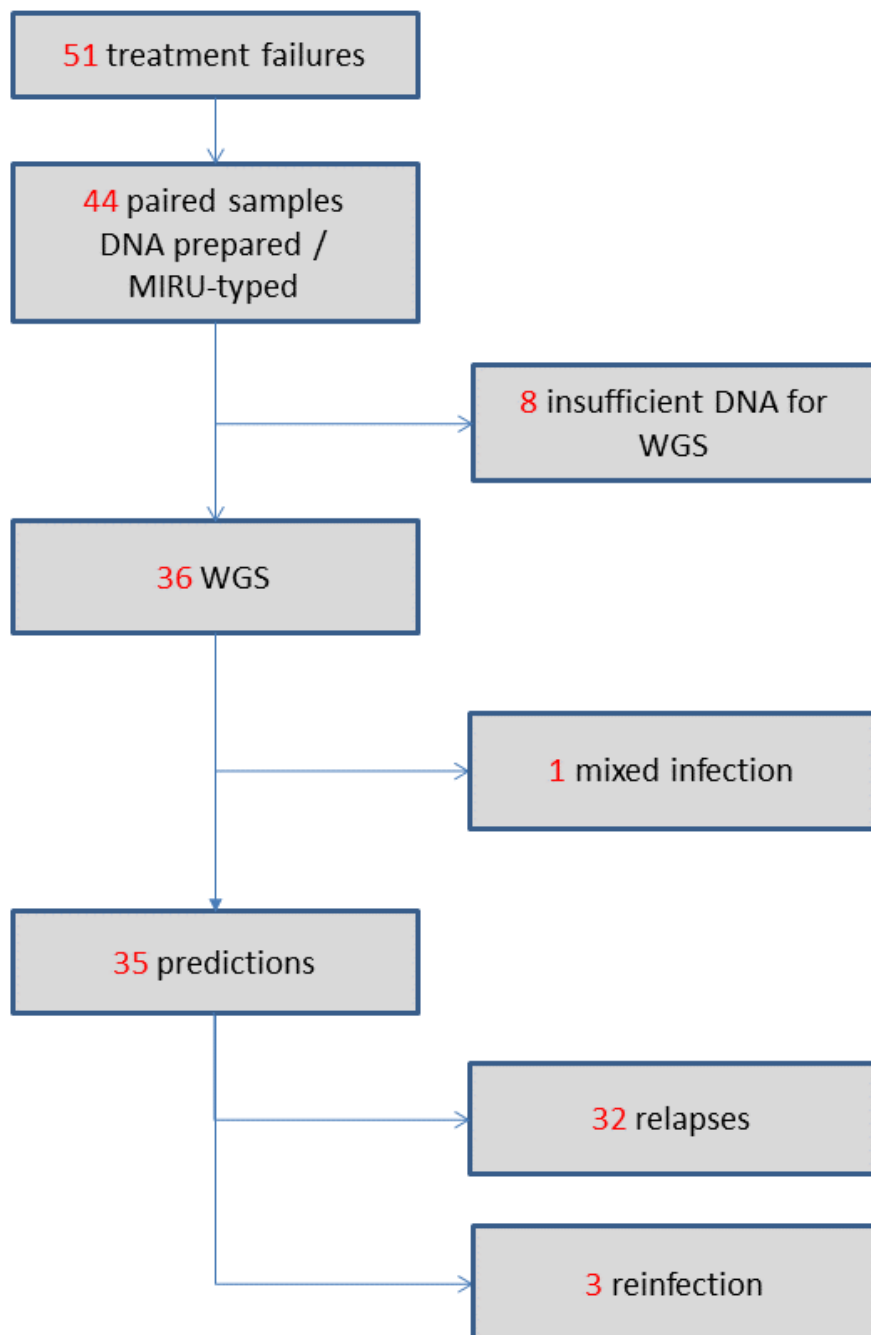 51 treatment failures
44 paired samples
DNA prepared /
MIRU-typed
8 insufficient DNA for
WGS
36 WGS
1 mixed infection
35 predictions
32 relapses
3 reinfection